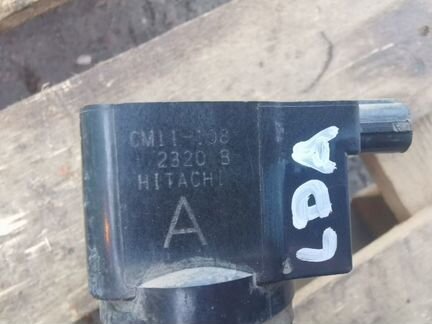 CM11-108
2320 B
HITACHI
A
LDA